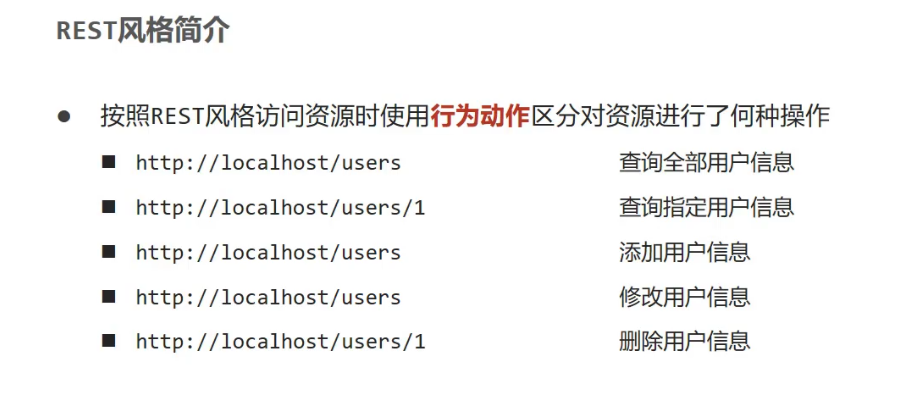 REST风格简介
● 按照REST风格访问资源时使用行为动作区分对资源进行了何种操作
■ http://localhost/users 查询全部用户信息
■ http://localhost/users/1 查询指定用户信息
■ http://localhost/users 添加用户信息
■ http://localhost/users 修改用户信息
■ http://localhost/users/1 删除用户信息